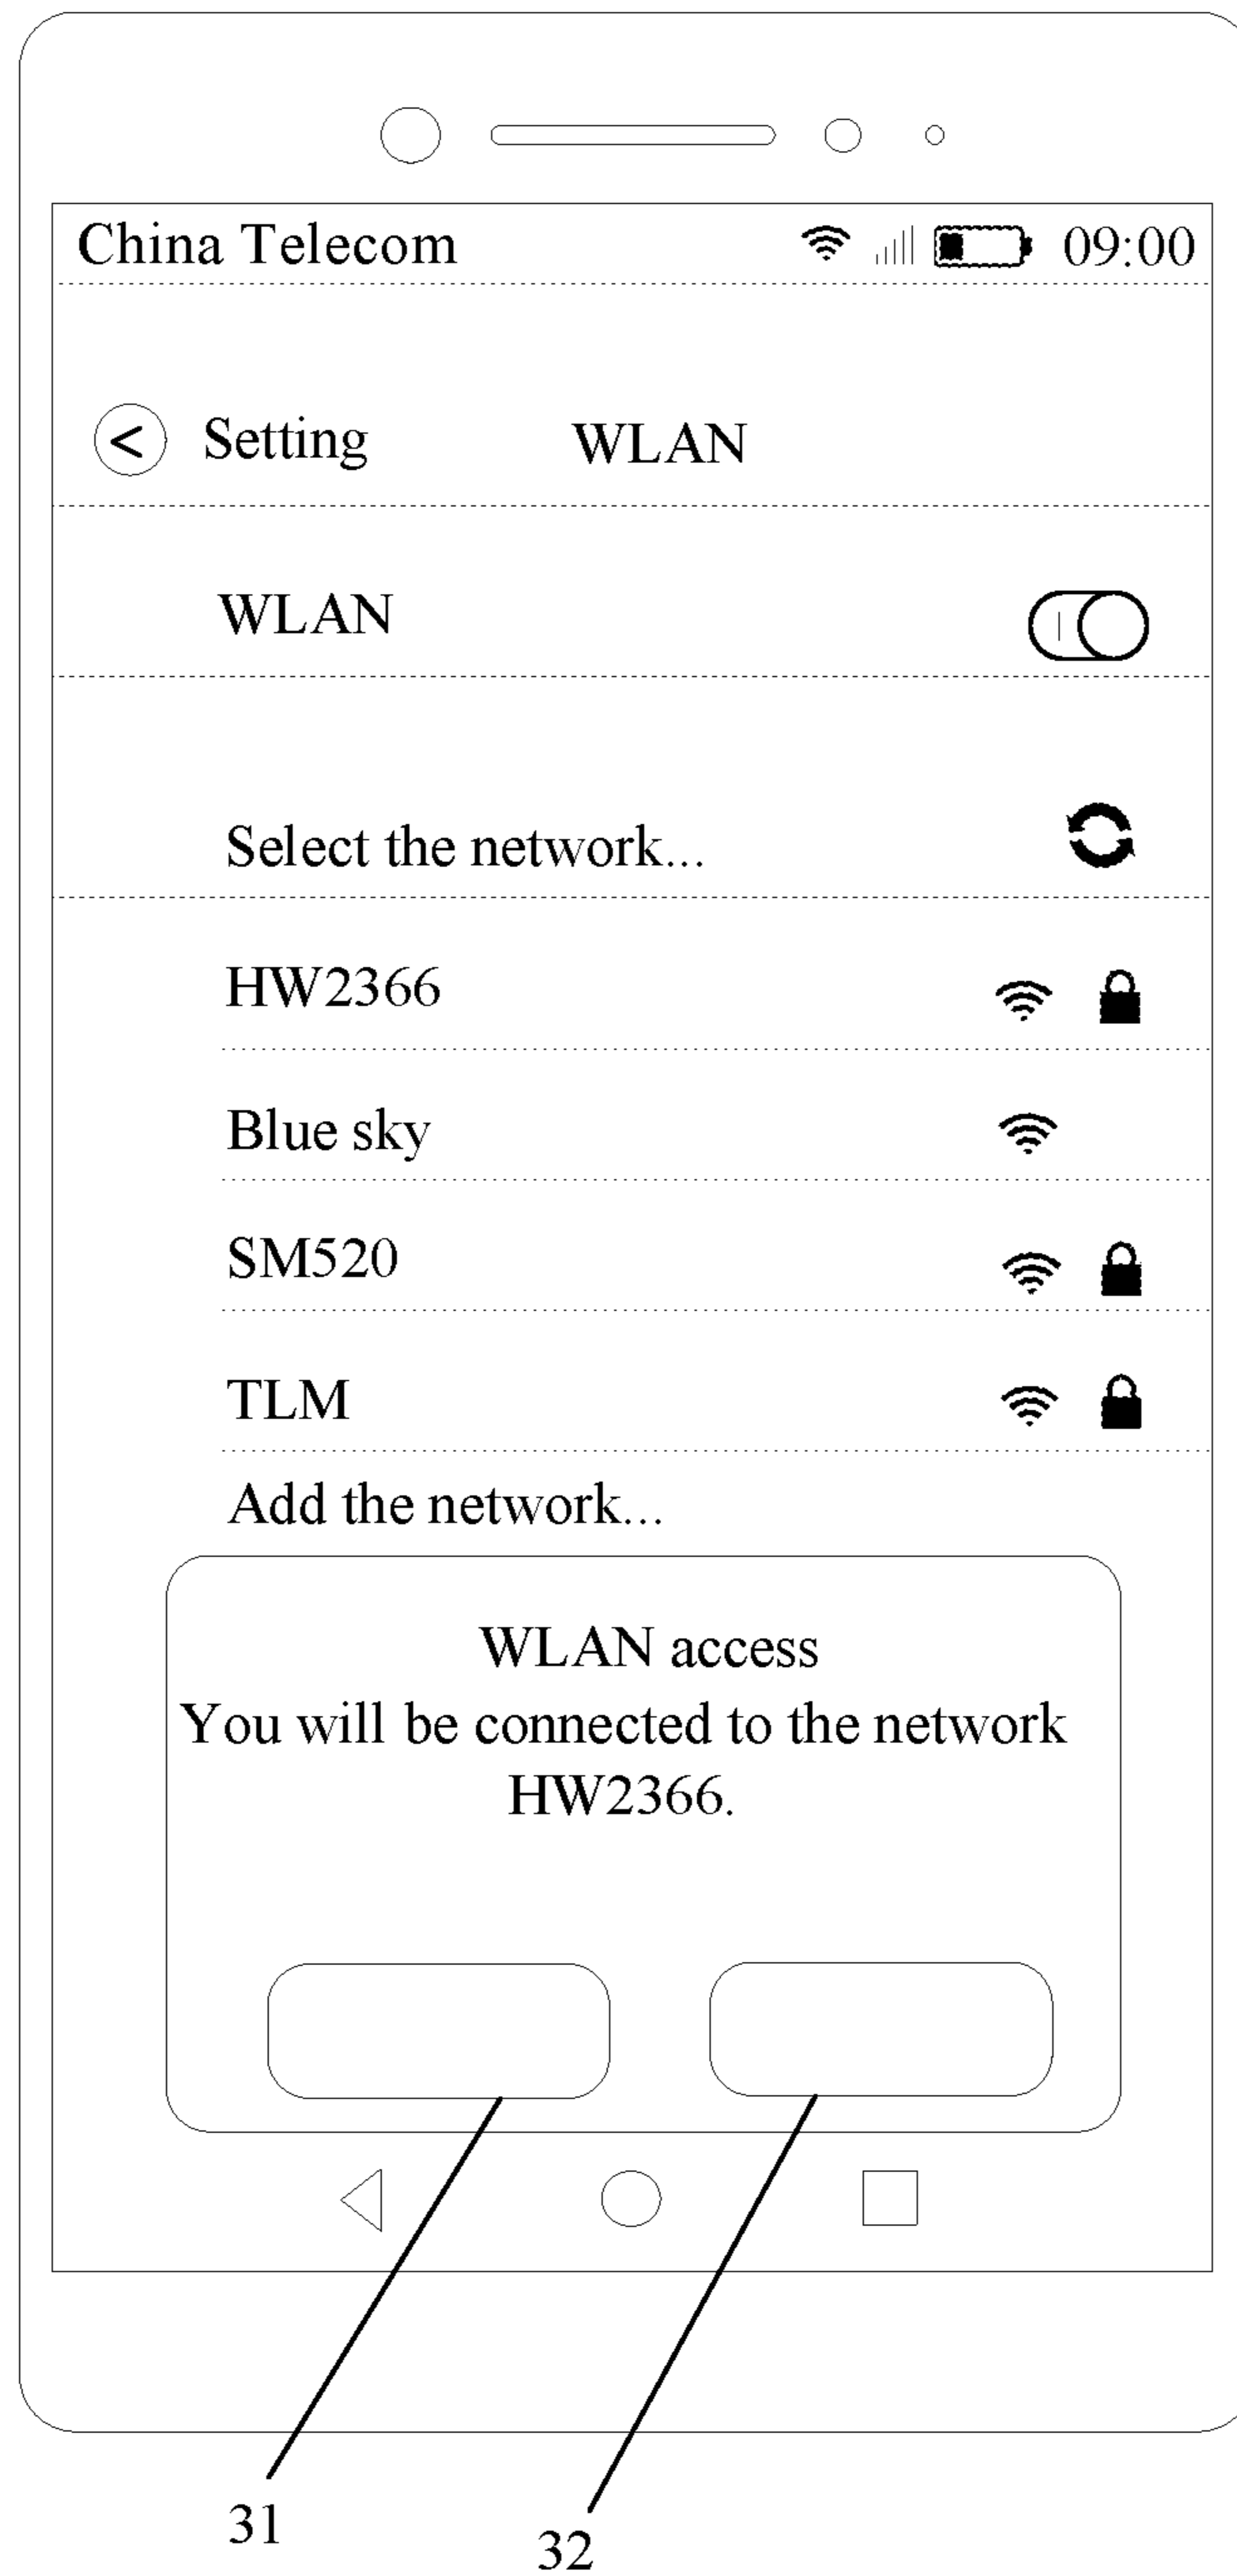 China Telecom 09:00
< Setting WLAN
WLAN
Select the network...
HW2366
Blue sky
SM520
TLM
Add the network...
WLAN access
You will be connected to the network
HW2366.
31
32